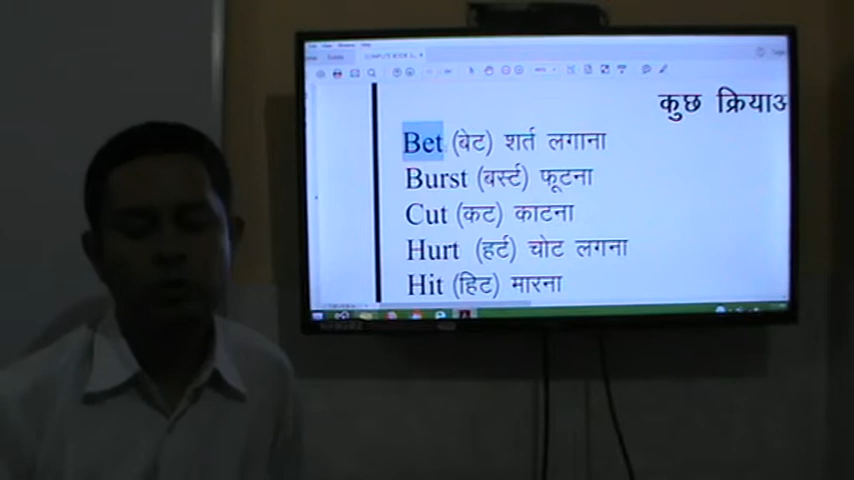 कुछ क्रियाअ
Bet (बेट) शर्त लगाना
Burst (बर्स्ट) फूटना
Cut (कट) काटना
Hurt (हर्ट) चोट लगना
Hit (हिट) मारना